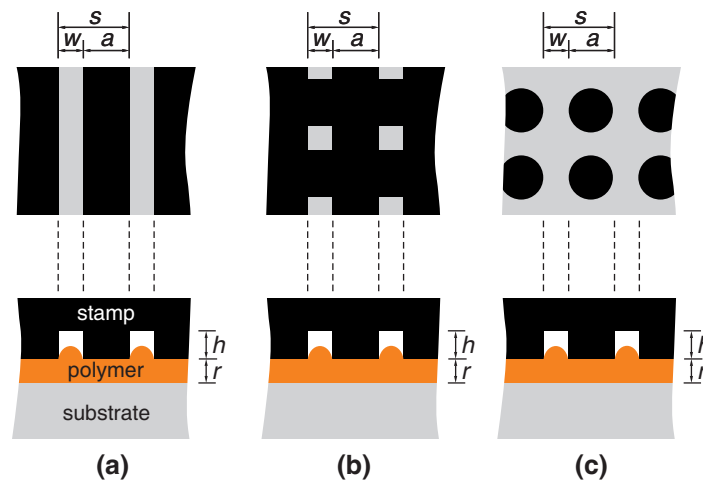 s s s
w a w a w a
stamp
h h h
polymer r r r
substrate
(a) (b) (c)